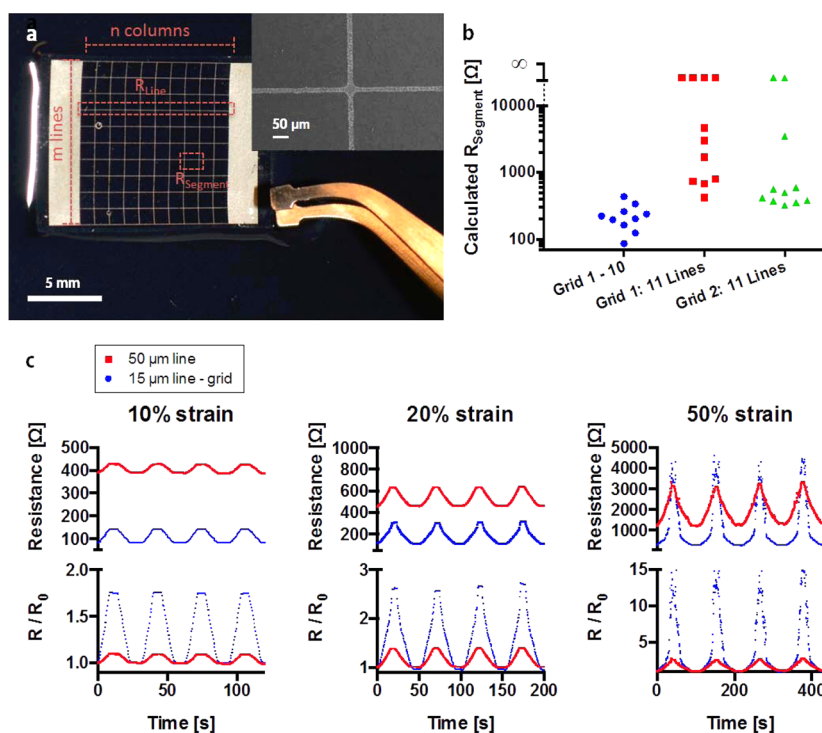 a
a
n columns
R_Line
m lines
R_Segment
50 µm
5 mm
b
Calculated R_Segment [Ω]
∞
10000
1000
100
Grid 1 - 10
Grid 1: 11 Lines
Grid 2: 11 Lines
c
50 µm line
15 µm line - grid
10% strain
20% strain
50% strain
Resistance [Ω]
500
400
300
200
100
Resistance [Ω]
1000
800
600
400
200
Resistance [Ω]
5000
4000
3000
2000
1000
R / R0
2.0
1.5
1.0
0
50
100
Time [s]
R / R0
3
2
1
0
50
100
150
200
Time [s]
R / R0
15
10
5
0
200
400
Time [s]